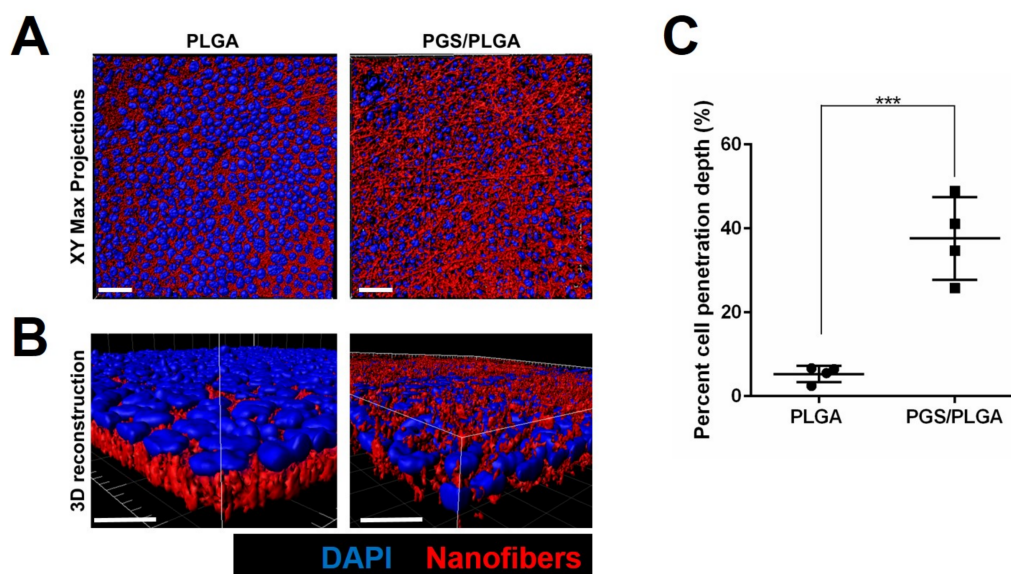 A
PLGA
PGS/PLGA
XY Max Projections
B
3D reconstruction
DAPI Nanofibers
C
Percent cell penetration depth (%)
***
60
40
20
0
PLGA
PGS/PLGA